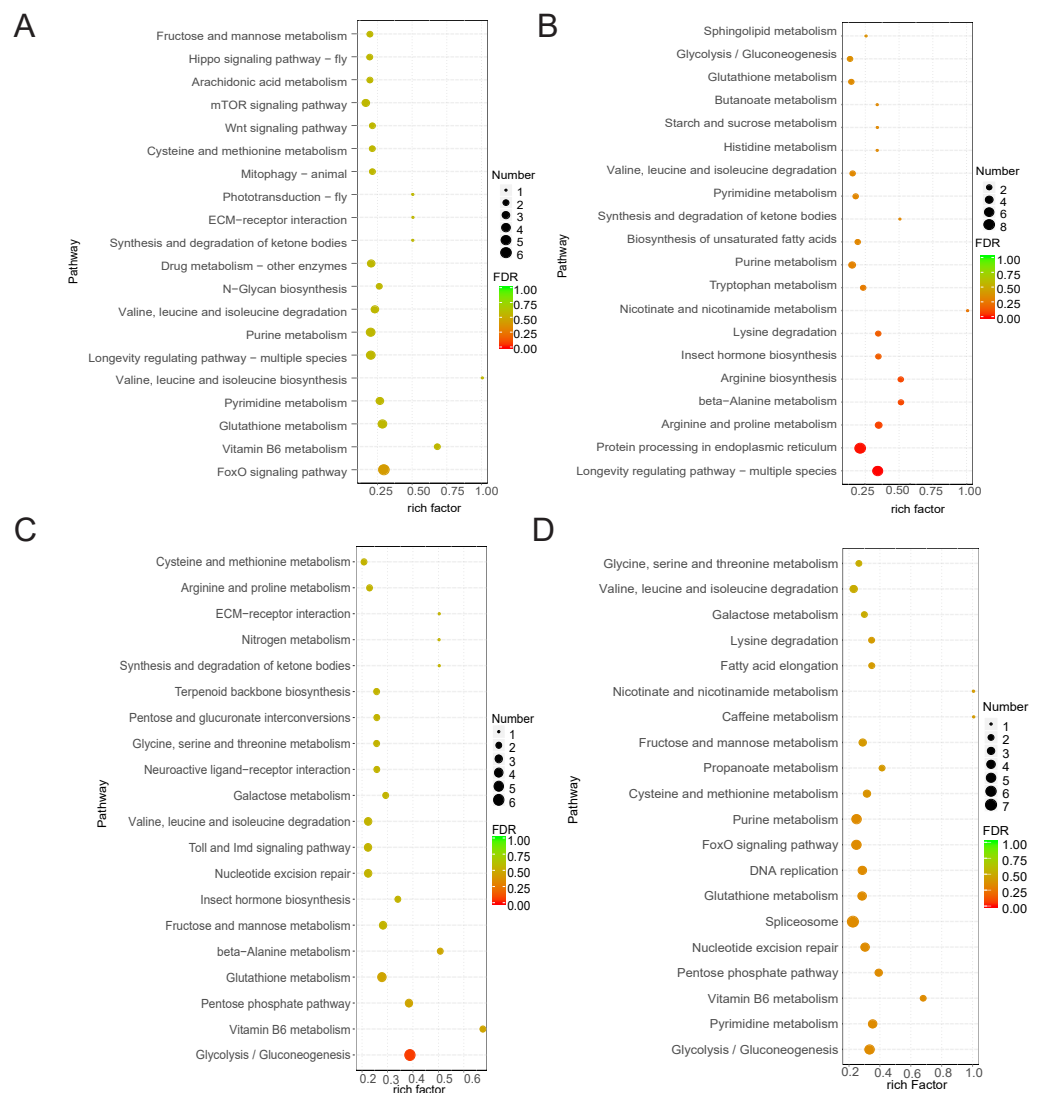 A
Fructose and mannose metabolism
Hippo signaling pathway − fly
Arachidonic acid metabolism
mTOR signaling pathway
Wnt signaling pathway
Cysteine and methionine metabolism
Mitophagy − animal
Phototransduction − fly
ECM−receptor interaction
Synthesis and degradation of ketone bodies
Drug metabolism − other enzymes
N−Glycan biosynthesis
Valine, leucine and isoleucine degradation
Purine metabolism
Longevity regulating pathway − multiple species
Valine, leucine and isoleucine biosynthesis
Pyrimidine metabolism
Glutathione metabolism
Vitamin B6 metabolism
FoxO signaling pathway
Pathway
0.25 0.50 0.75 1.00
rich factor
Number
1
2
3
4
5
6
FDR
1.00
0.75
0.50
0.25
0.00
B
Sphingolipid metabolism
Glycolysis / Gluconeogenesis
Glutathione metabolism
Butanoate metabolism
Starch and sucrose metabolism
Histidine metabolism
Valine, leucine and isoleucine degradation
Pyrimidine metabolism
Synthesis and degradation of ketone bodies
Biosynthesis of unsaturated fatty acids
Purine metabolism
Tryptophan metabolism
Nicotinate and nicotinamide metabolism
Lysine degradation
Insect hormone biosynthesis
Arginine biosynthesis
beta−Alanine metabolism
Arginine and proline metabolism
Protein processing in endoplasmic reticulum
Longevity regulating pathway − multiple species
Pathway
0.25 0.50 0.75 1.00
rich factor
Number
2
4
6
8
FDR
1.00
0.75
0.50
0.25
0.00
C
Cysteine and methionine metabolism
Arginine and proline metabolism
ECM−receptor interaction
Nitrogen metabolism
Synthesis and degradation of ketone bodies
Terpenoid backbone biosynthesis
Pentose and glucuronate interconversions
Glycine, serine and threonine metabolism
Neuroactive ligand−receptor interaction
Galactose metabolism
Valine, leucine and isoleucine degradation
Toll and Imd signaling pathway
Nucleotide excision repair
Insect hormone biosynthesis
Fructose and mannose metabolism
beta−Alanine metabolism
Glutathione metabolism
Pentose phosphate pathway
Vitamin B6 metabolism
Glycolysis / Gluconeogenesis
Pathway
0.2 0.3 0.4 0.5 0.6
rich factor
Number
1
2
3
4
5
6
FDR
1.00
0.75
0.50
0.25
0.00
D
Glycine, serine and threonine metabolism
Valine, leucine and isoleucine degradation
Galactose metabolism
Lysine degradation
Fatty acid elongation
Nicotinate and nicotinamide metabolism
Caffeine metabolism
Fructose and mannose metabolism
Propanoate metabolism
Cysteine and methionine metabolism
Purine metabolism
FoxO signaling pathway
DNA replication
Glutathione metabolism
Spliceosome
Nucleotide excision repair
Pentose phosphate pathway
Vitamin B6 metabolism
Pyrimidine metabolism
Glycolysis / Gluconeogenesis
Pathway
0.2 0.4 0.6 0.8 1.0
rich Factor
Number
1
2
3
4
5
6
7
FDR
1.00
0.75
0.50
0.25
0.00